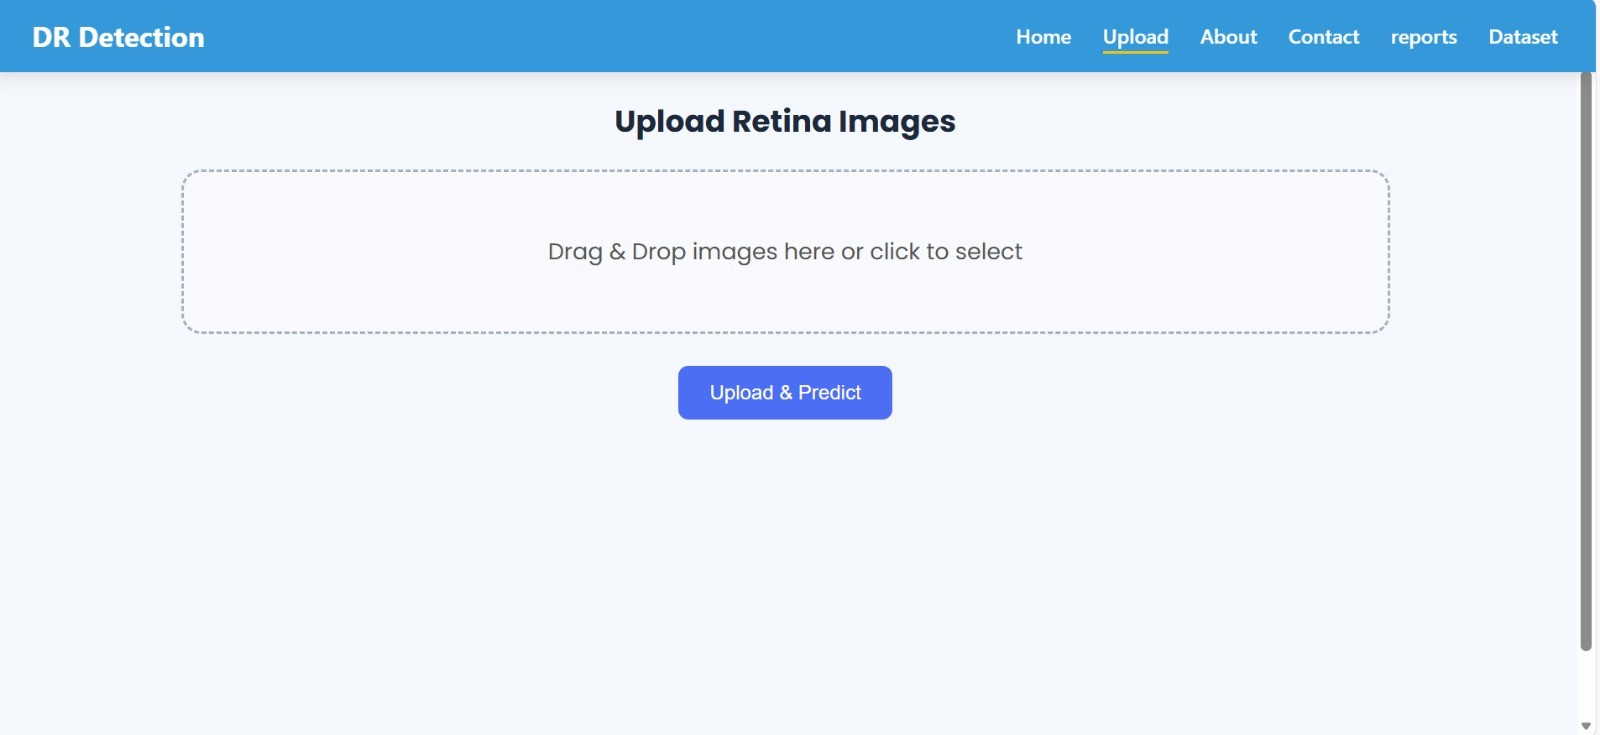 DR Detection
Home Upload About Contact reports Dataset
Upload Retina Images
Drag & Drop images here or click to select
Upload & Predict